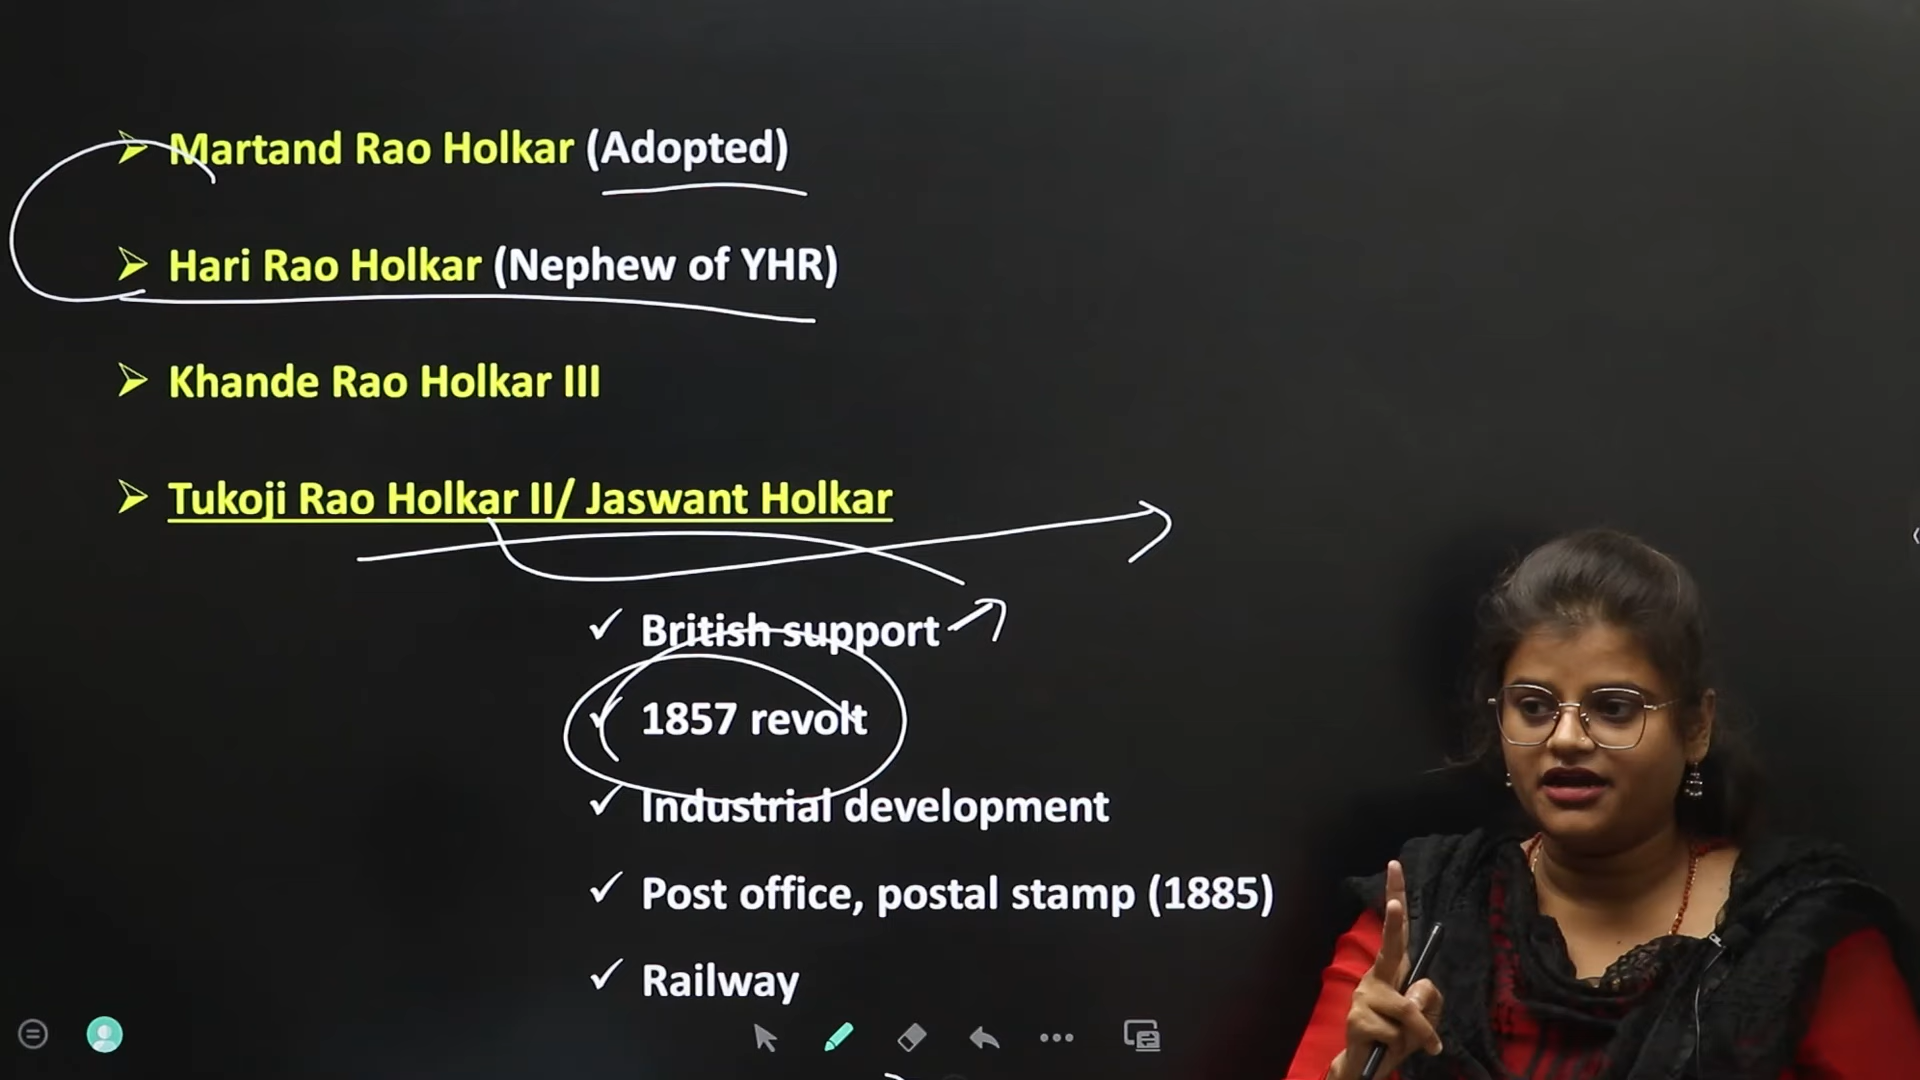 Martand Rao Holkar (Adopted)
Hari Rao Holkar (Nephew of YHR)
Khande Rao Holkar III
Tukoji Rao Holkar II/ Jaswant Holkar
British support
1857 revolt
Industrial development
Post office, postal stamp (1885)
Railway